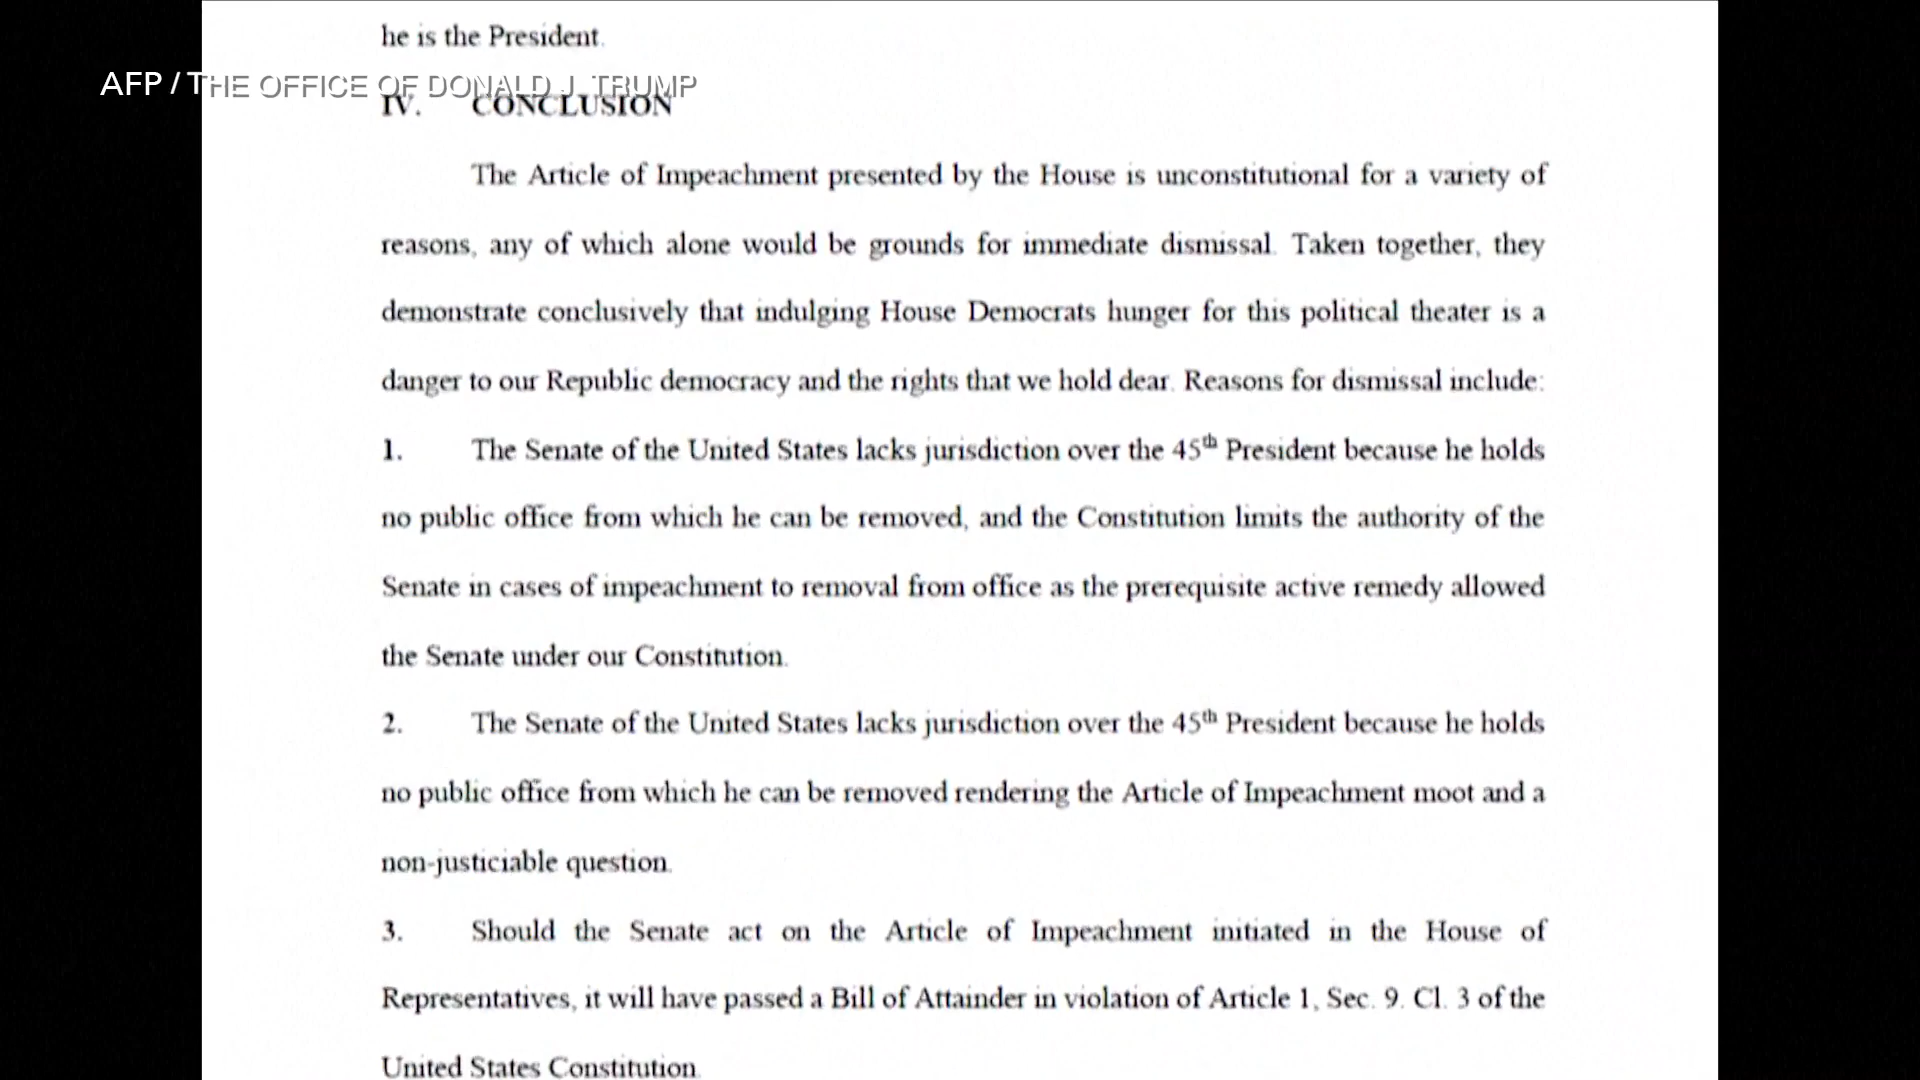 he is the President.
AFP / THE OFFICE OF DONALD J. TRUMP
IV. CONCLUSION
The Article of Impeachment presented by the House is unconstitutional for a variety of
reasons, any of which alone would be grounds for immediate dismissal. Taken together, they
demonstrate conclusively that indulging House Democrats hunger for this political theater is a
danger to our Republic democracy and the rights that we hold dear. Reasons for dismissal include:
1. The Senate of the United States lacks jurisdiction over the 45th President because he holds
no public office from which he can be removed, and the Constitution limits the authority of the
Senate in cases of impeachment to removal from office as the prerequisite active remedy allowed
the Senate under our Constitution.
2. The Senate of the United States lacks jurisdiction over the 45th President because he holds
no public office from which he can be removed rendering the Article of Impeachment moot and a
non-justiciable question.
3. Should the Senate act on the Article of Impeachment initiated in the House of
Representatives, it will have passed a Bill of Attainder in violation of Article 1, Sec. 9. Cl. 3 of the
United States Constitution.